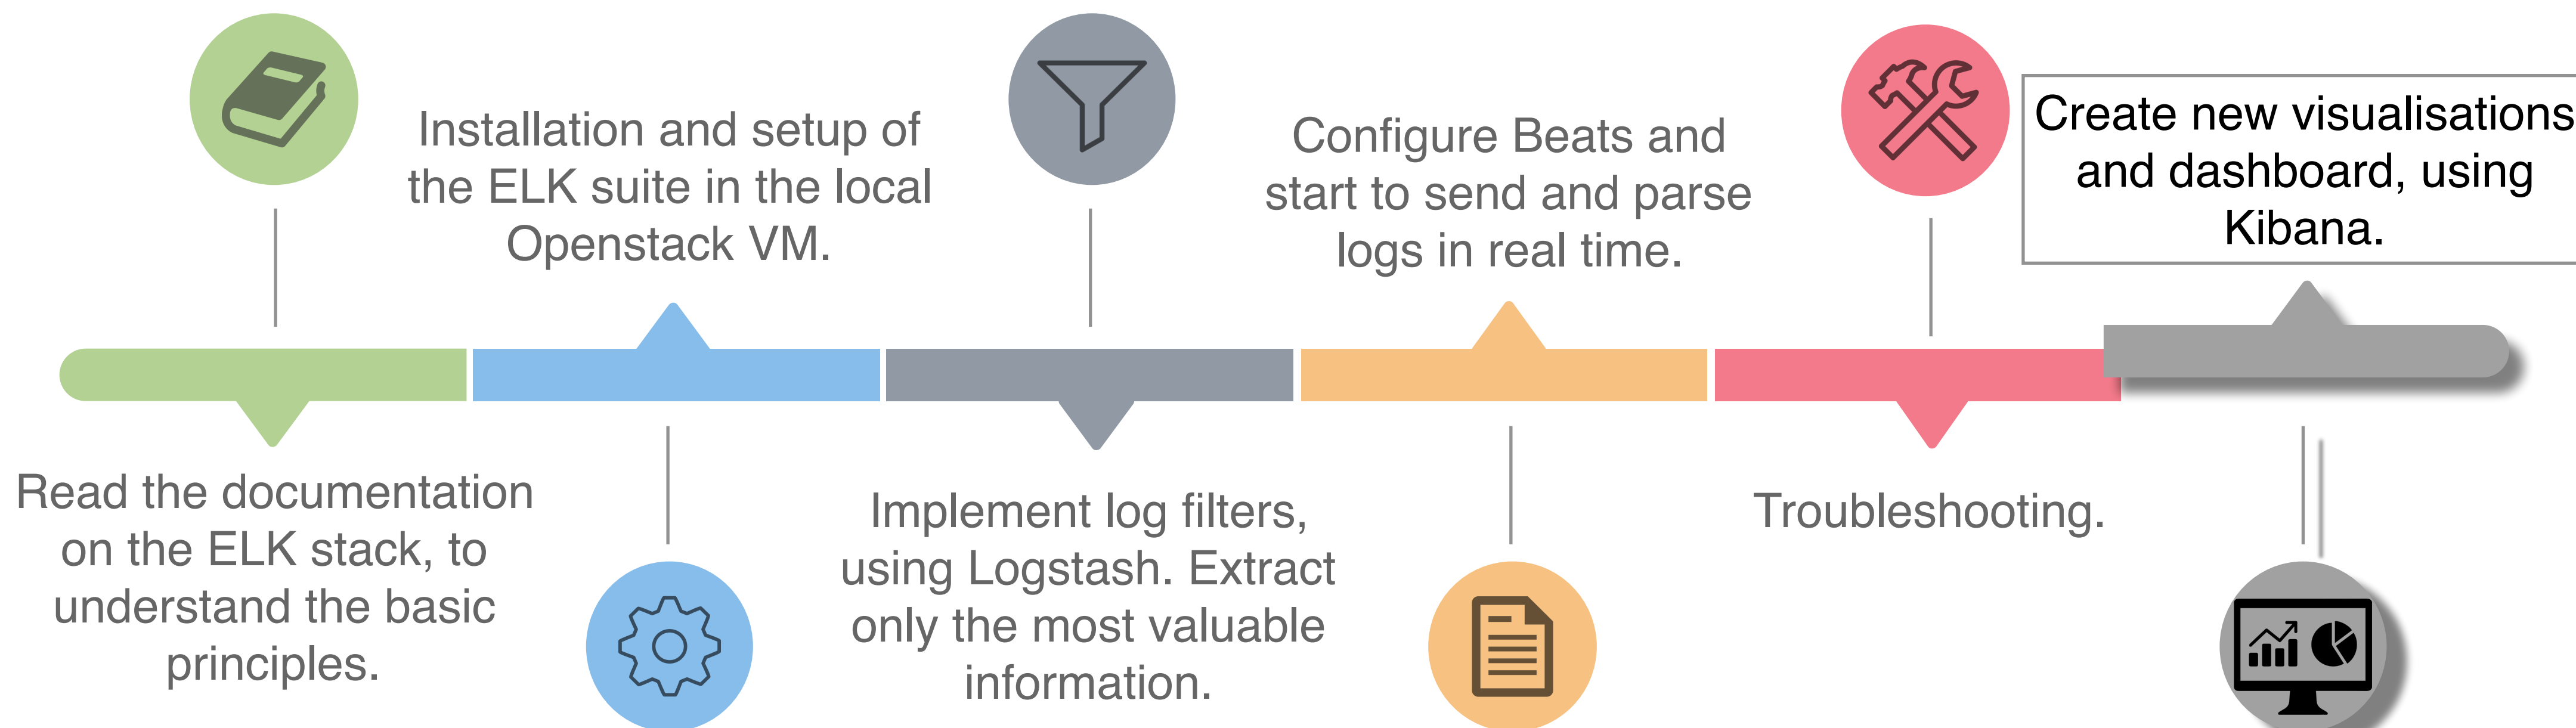 Read the documentation
on the ELK stack, to
understand the basic
principles.
Installation and setup of
the ELK suite in the local
Openstack VM.
Implement log filters,
using Logstash. Extract
only the most valuable
information.
Configure Beats and
start to send and parse
logs in real time.
Troubleshooting.
Create new visualisations
and dashboard, using
Kibana.